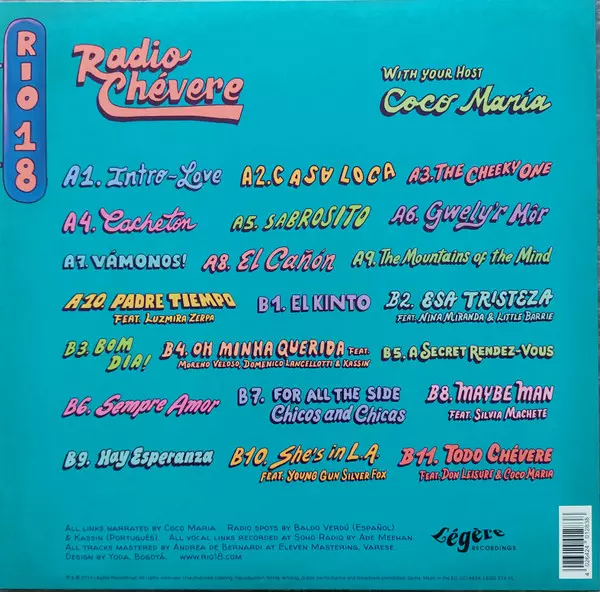 RIO 18
Radio Chévere
With your Host
Coco María
A1. Intro-Love
A2. CASA LOCA
A3. THE CHEEKY ONE
A4. Cacheton
A5. SABROSITO
A6. Gwely'r Môr
A7. VÁMONOS!
A8. El Cañón
A9. The Mountains of the Mind
A10. PADRE TIEMPO
FEAT. LUZMIRA ZERPA
B1. EL KINTO
B2. ESA TRISTEZA
FEAT. NINA MIRANDA & LITTLE BARRIE
B3. BOM DIA!
B4. OH MINHA QUERIDA FEAT.
MORENO VELOSO, DOMENICO LANCELLOTTI & KASSIN
B5. A SECRET RENDEZ-VOUS
B6. Sempre Amor
B7. FOR ALL THE SIDE
Chicos and Chicas
B8. MAYBE MAN
FEAT. SILVIA MACHETE
B9. Hay Esperanza
B10. She's in L.A.
FEAT. YOUNG GUN SILVER FOX
B11. TODO CHÉVERE
FEAT. DON LEISURE & COCO MARIA
All links narrated by Coco Maria. Radio spots by Baldo Verdú (Español)
& Kassin (Português). All vocal links recorded at Soho Radio by Ade Meehan.
All tracks mastered by Andrea de Bernardi at Eleven Mastering, Varese.
Design by Yoda, Bogotá. www.rio18.com
Légère
RECORDINGS